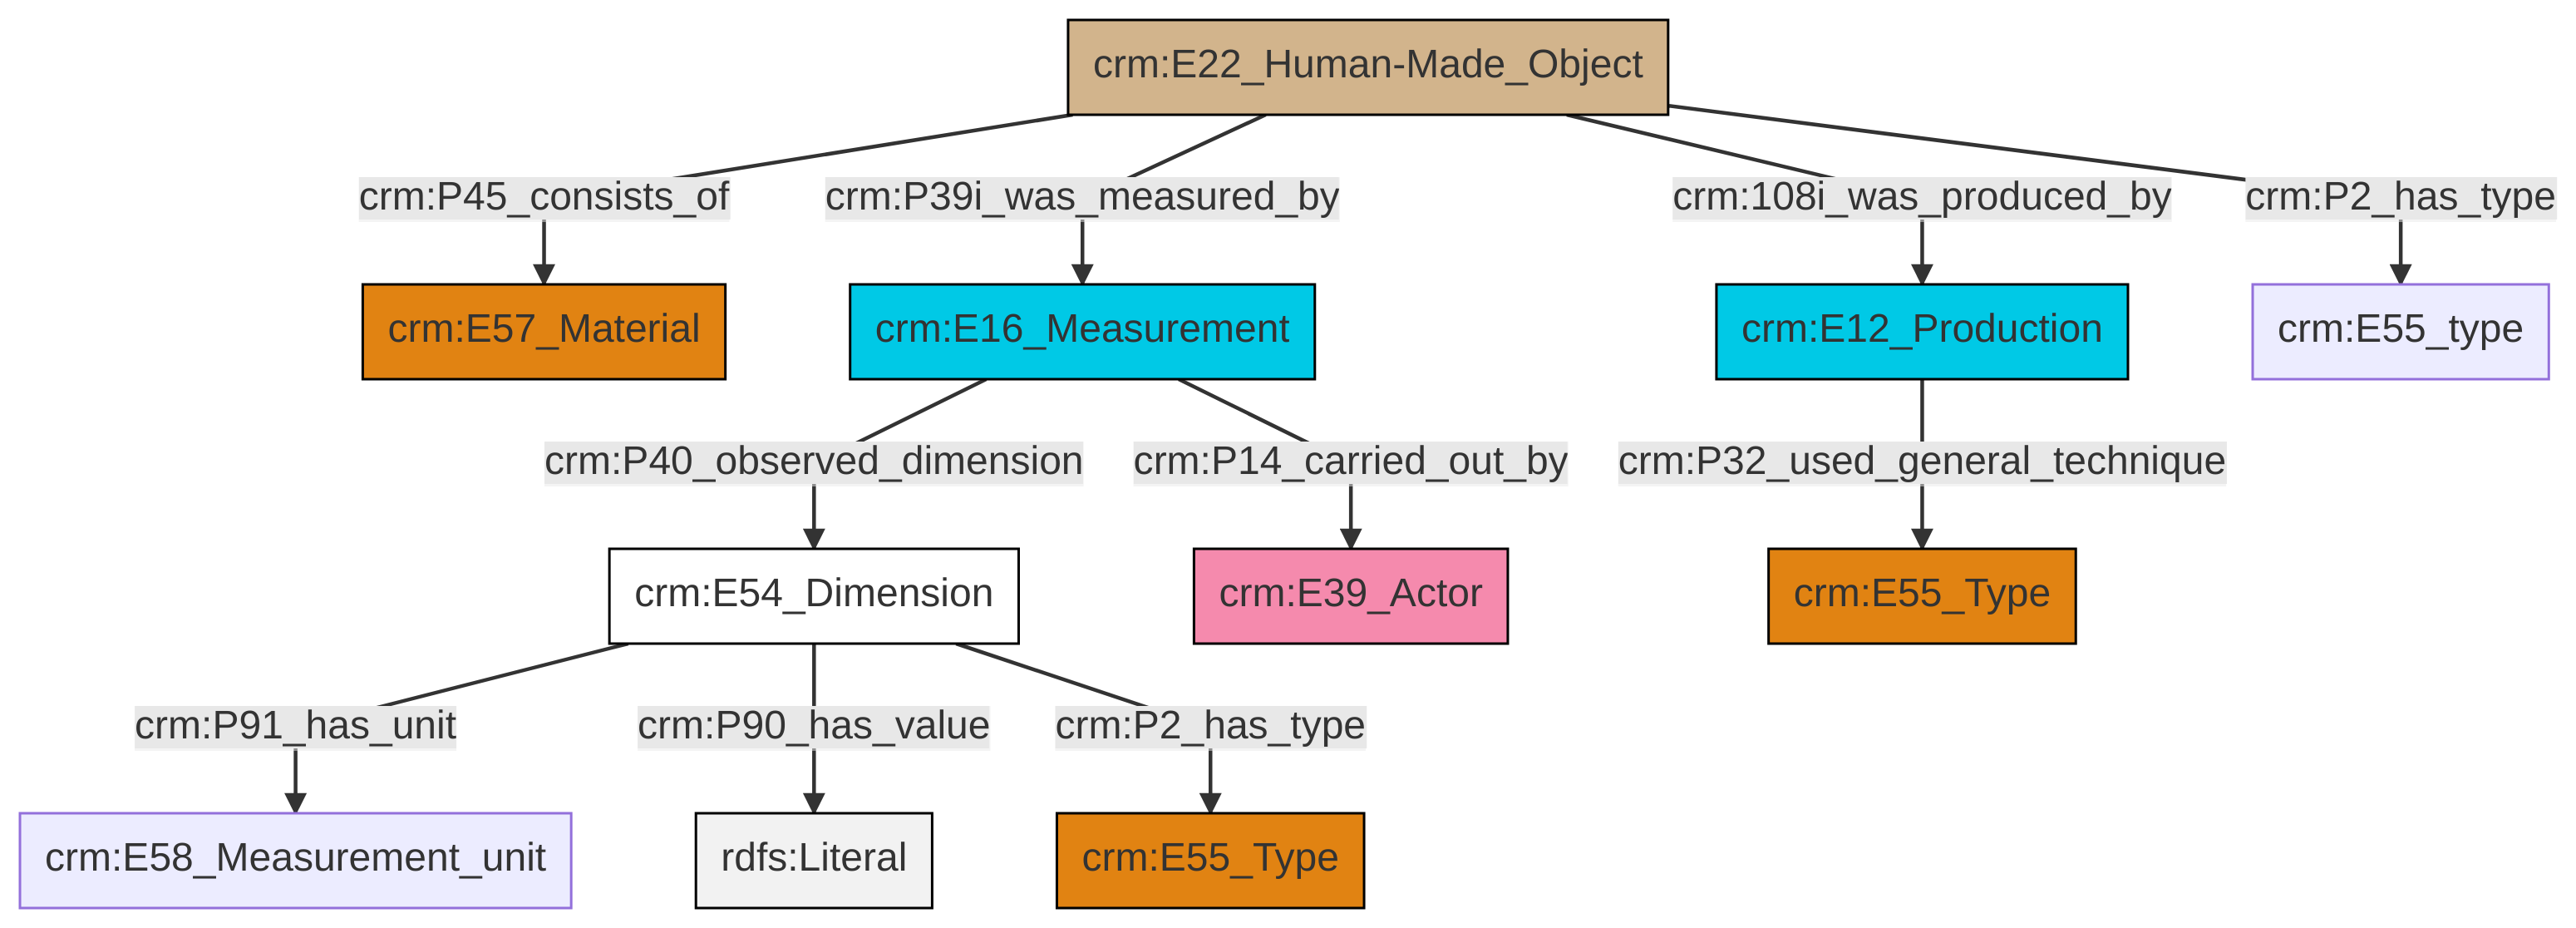 crm:E22_Human-Made_Object
crm:P45_consists_of
crm:P39i_was_measured_by
crm:108i_was_produced_by
crm:P2_has_type
crm:E57_Material
crm:E16_Measurement
crm:E12_Production
crm:E55_type
crm:P40_observed_dimension
crm:P14_carried_out_by
crm:P32_used_general_technique
crm:E54_Dimension
crm:E39_Actor
crm:E55_Type
crm:P91_has_unit
crm:P90_has_value
crm:P2_has_type
crm:E58_Measurement_unit
rdfs:Literal
crm:E55_Type